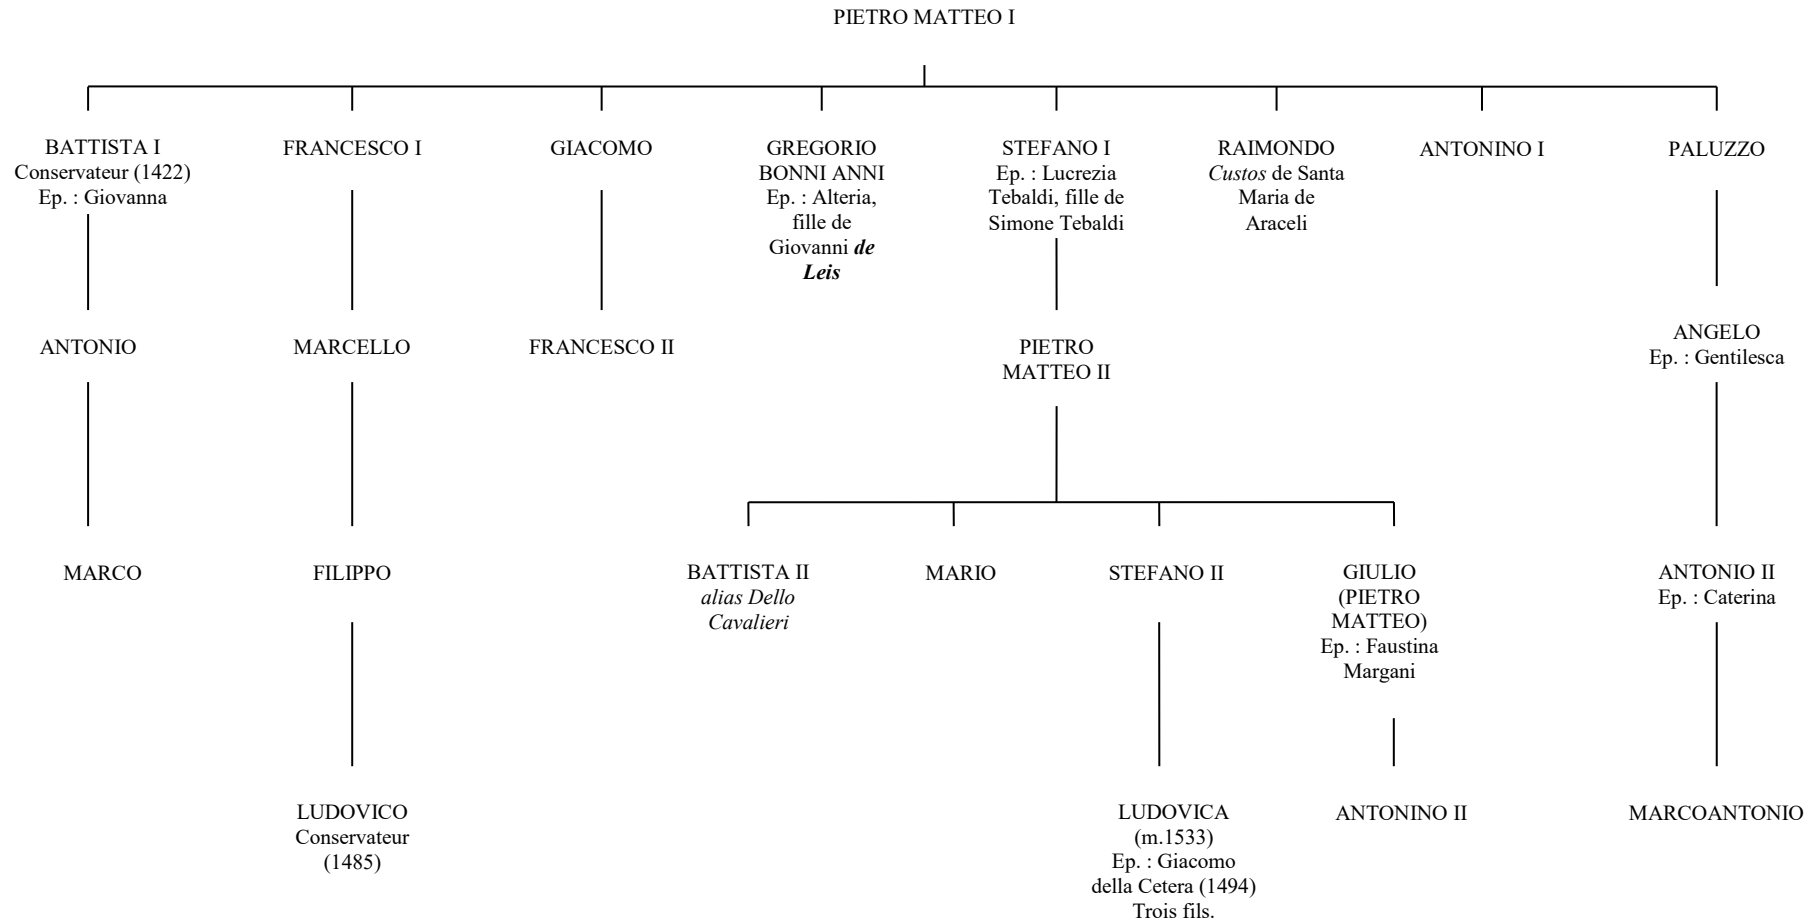 PIETRO MATTEO I
BATTISTA I
Conservateur (1422)
Ep. : Giovanna
FRANCESCO I
GIACOMO
GREGORIO
BONNI ANNI
Ep. : Alteria,
fille de
Giovanni de
Leis
STEFANO I
Ep. : Lucrezia
Tebaldi, fille de
Simone Tebaldi
RAIMONDO
Custos de Santa
Maria de
Araceli
ANTONINO I
PALUZZO
ANTONIO
MARCELLO
FRANCESCO II
PIETRO
MATTEO II
ANGELO
Ep. : Gentilesca
MARCO
FILIPPO
BATTISTA II
alias Dello
Cavalieri
MARIO
STEFANO II
GIULIO
(PIETRO
MATTEO)
Ep. : Faustina
Margani
ANTONIO II
Ep. : Caterina
LUDOVICO
Conservateur
(1485)
LUDOVICA
(m.1533)
Ep. : Giacomo
della Cetera (1494)
Trois fils.
ANTONINO II
MARCOANTONIO